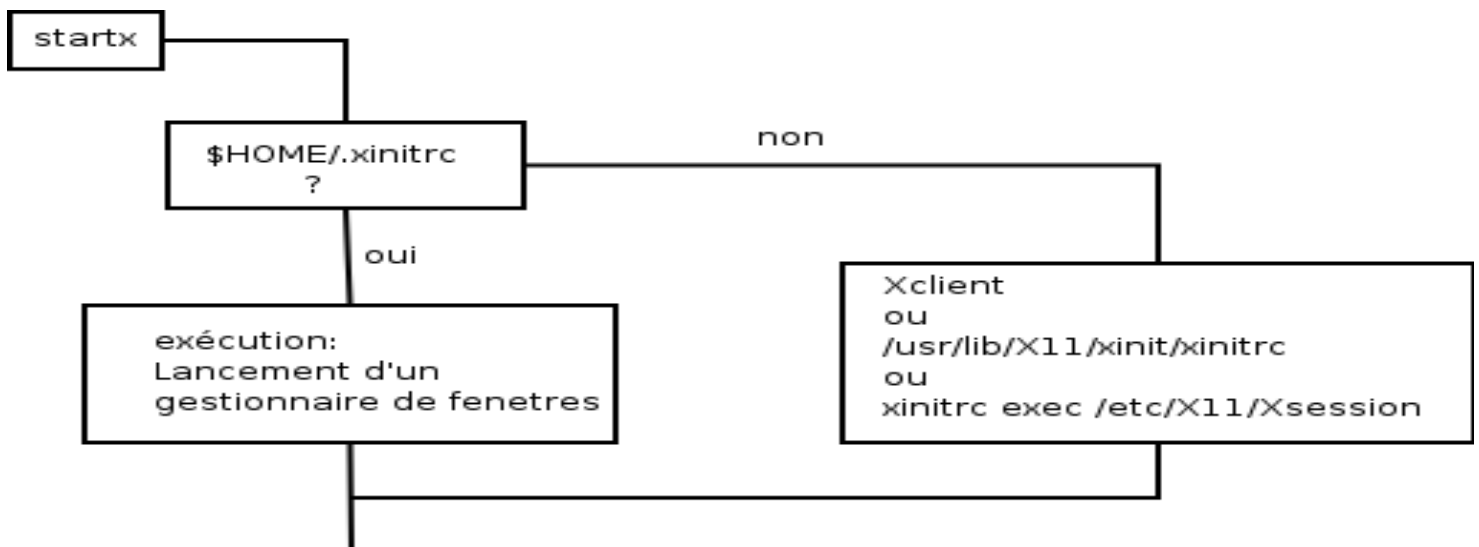 startx
$HOME/.xinitrc
?
non
oui
exécution:
Lancement d'un
gestionnaire de fenetres
Xclient
ou
/usr/lib/X11/xinit/xinitrc
ou
xinitrc exec /etc/X11/Xsession